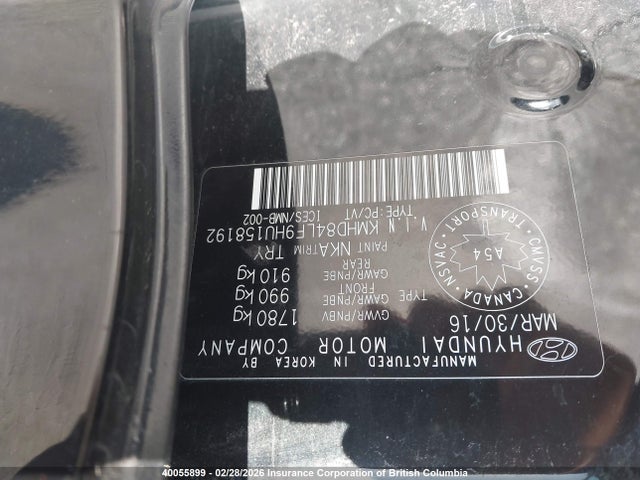 MANUFACTURED IN KOREA BY
HYUNDAI MOTOR COMPANY
MAR/30/16
GVWR/PNBV 1780 kg
TYPE GAWR/PNBE FRONT 990 kg
GAWR/PNBE REAR 910 kg
PAINT NKA TRIM TRY
V.I.N KMHD84LF9HU158192
TYPE:PC/VT ICES/NMB-002
CANADA
NSVAC
TRANSPORT
CMVSS
A54
40055899 - 02/28/2026 Insurance Corporation of British Columbia